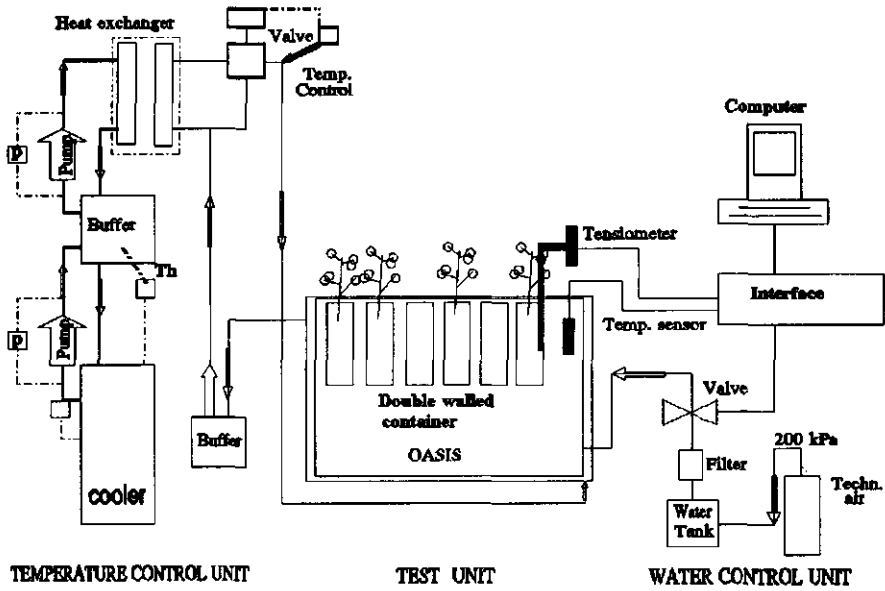 Heat exchanger
Valve
Temp.
Control
Computer
P
Pump
Buffer
Th
Tensiometer
Interface
Temp. sensor
P
Pump
Double walled
container
OASIS
Valve
Buffer
200 kPa
Filter
cooler
Techn.
air
Water
Tank
TEMPERATURE CONTROL UNIT
TEST UNIT
WATER CONTROL UNIT